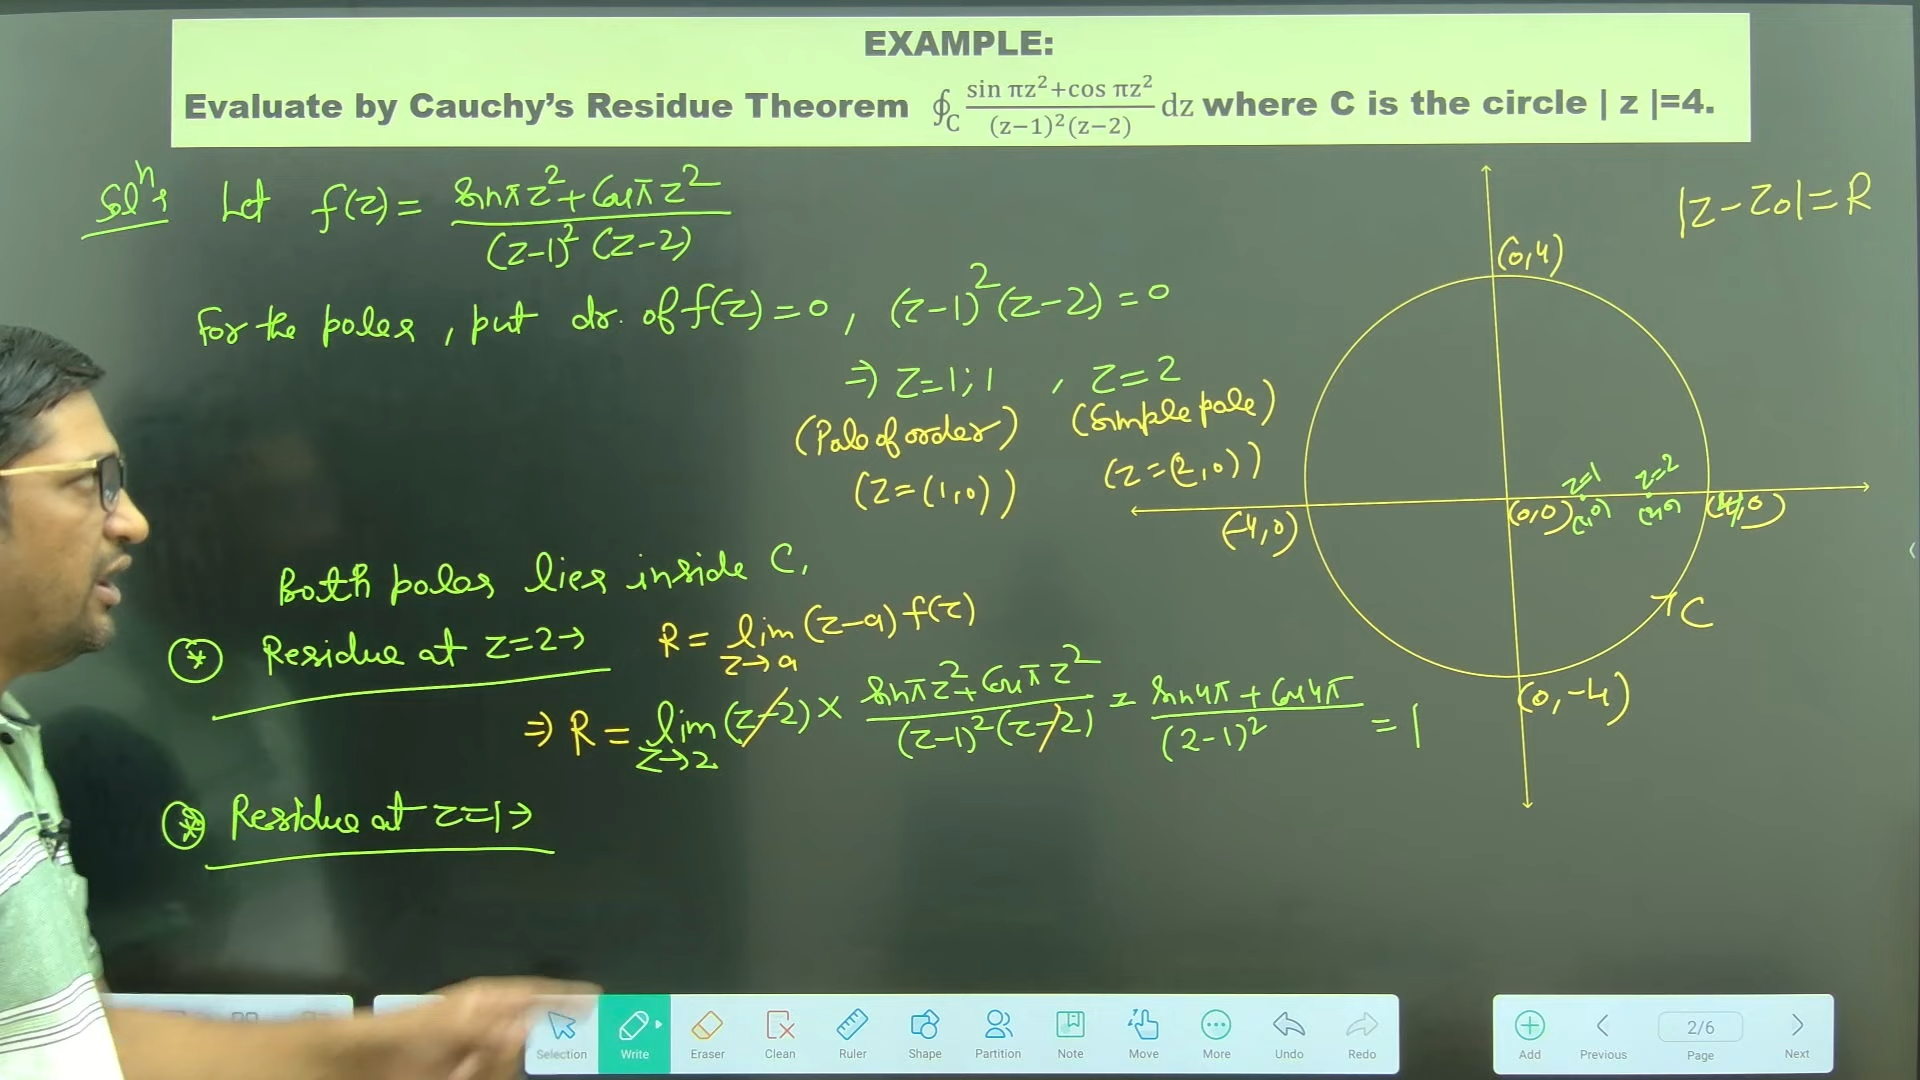 EXAMPLE:
Evaluate by Cauchy's Residue Theorem ∮_C (sin πz²+cos πz²)/((z−1)²(z−2)) dz where C is the circle | z |=4.
Solⁿ: Let f(z) = (sin πz² + Cos πz²)/((z-1)² (z-2))
|z-z0| = R
(0,4)
For the poles, put dr. of f(z) = 0, (z-1)² (z-2) = 0
⇒ z=1,1 , z=2
(Pole of order) (Simple pole)
(z=(1,0)) (z=(2,0))
z=1 z=2
(-4,0) (0,0) (1,0) (2,0) (4,0)
Both poles lies inside C,
C
* Residue at z=2→ R = lim z→a (z-a) f(z)
⇒ R = lim z→2 (z-2) × (sin πz² + Cos πz²)/((z-1)² (z-2)) = (sin 4π + Cos 4π)/((2-1)²) = 1
(0,-4)
* Residue at z=1→
Selection Write Eraser Clean Ruler Shape Partition Note Move More Undo Redo
Add Previous 2/6 Page Next